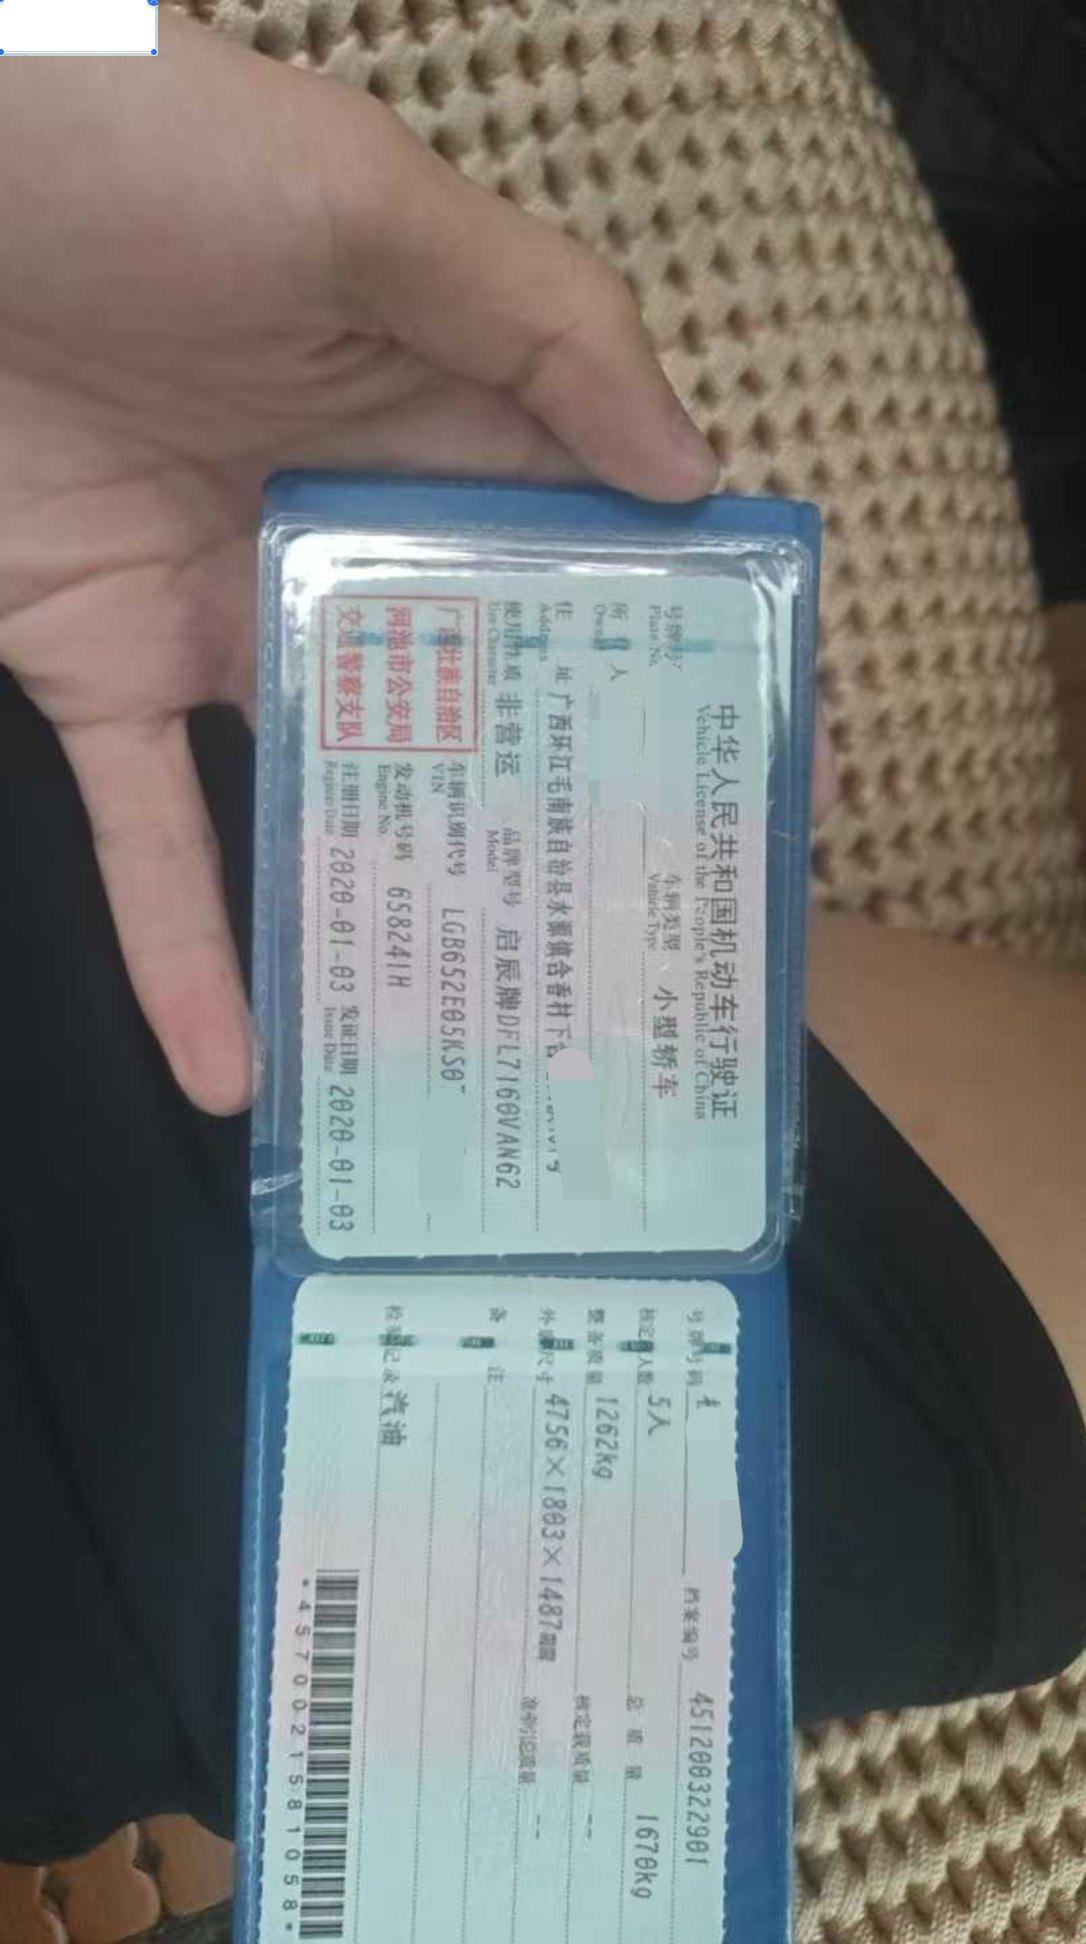 中华人民共和国机动车行驶证
Vehicle License of the People's Republic of China
号牌号 车辆类型 小型轿车
Plate No. Vehicle Type
所有人
Owner
住址 广西环江毛南族自治县水源镇合香村下
Address
使用性质 非营运 品牌型号 启辰牌DFL7160VAN62
Use Character Model
广西壮族自治区
河池市公安局
交通警察支队
车辆识别代号 LGB652E05KS0
VIN
发动机号码 658241H
Engine No.
注册日期 2020-01-03 发证日期 2020-01-03
Register Date Issue Date
号牌号码 档案编号 451200322901
核定载人数 5人 总质量 1670kg
整备质量 1262kg 核定载质量 --
外廓尺寸 4756×1803×1487mm 准牵引总质量 --
备注
检验记录 汽油
*4570021581058*